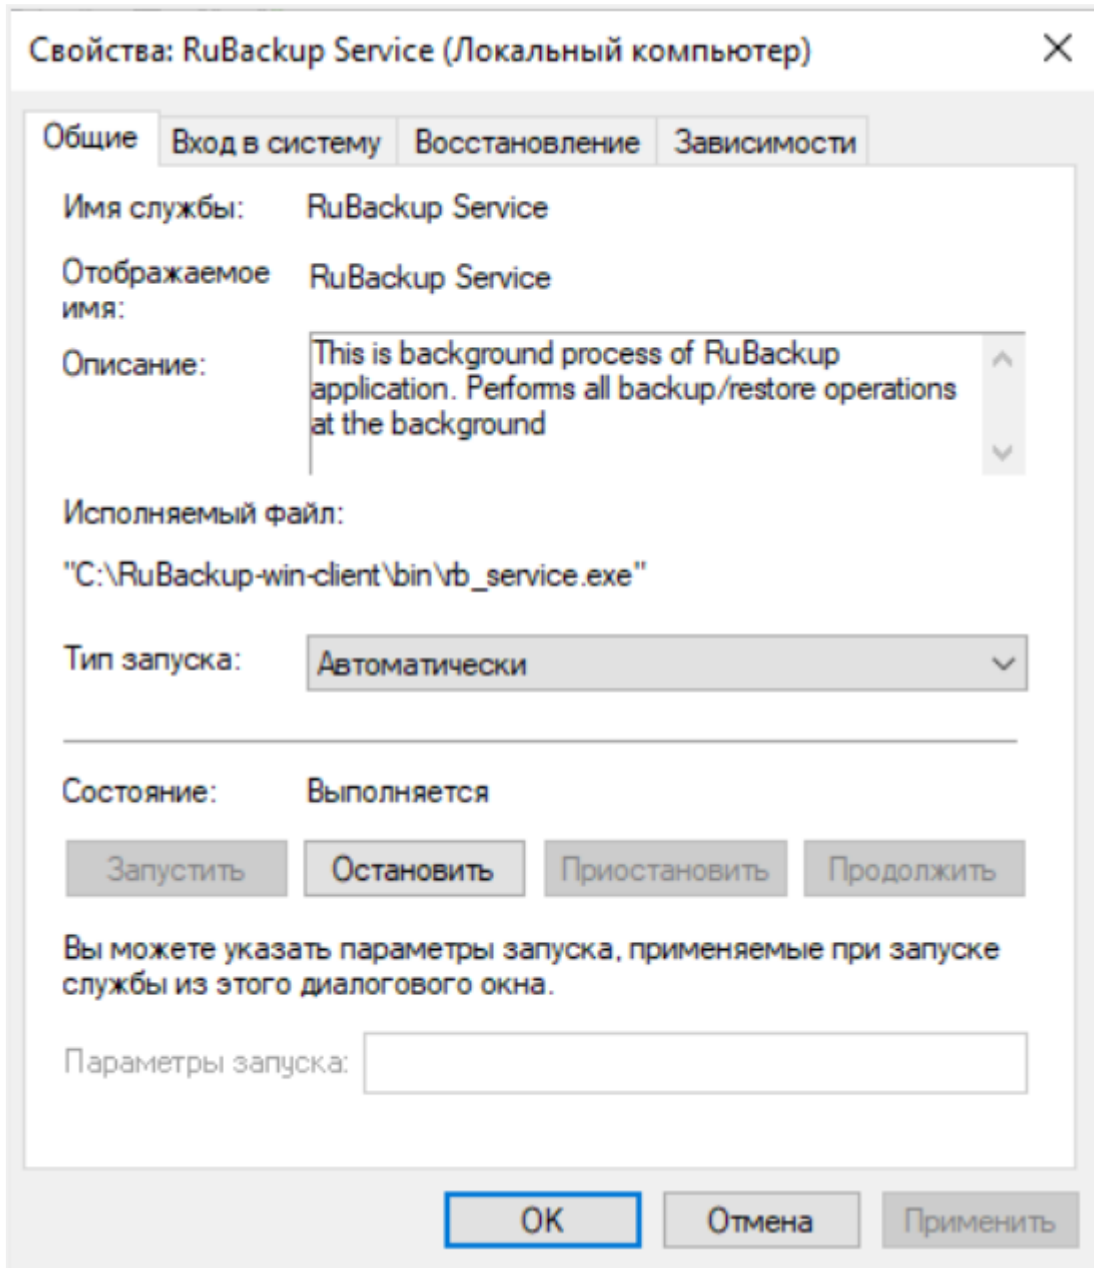 Свойства: RuBackup Service (Локальный компьютер)
Общие Вход в систему Восстановление Зависимости
Имя службы: RuBackup Service
Отображаемое имя: RuBackup Service
Описание: This is background process of RuBackup
application. Performs all backup/restore operations
at the background
Исполняемый файл:
"C:\RuBackup-win-client\bin\rb_service.exe"
Тип запуска: Автоматически
Состояние: Выполняется
Запустить Остановить Приостановить Продолжить
Вы можете указать параметры запуска, применяемые при запуске
службы из этого диалогового окна.
Параметры запуска:
ОК Отмена Применить